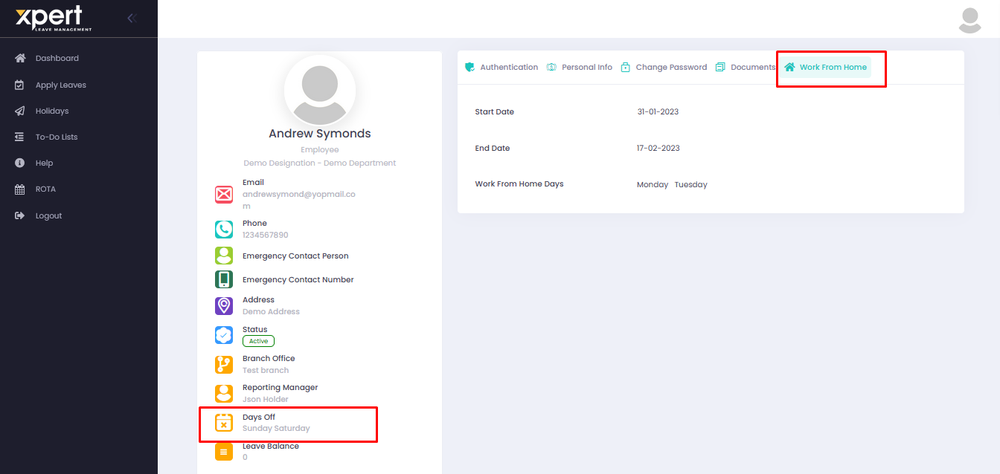 xpert
LEAVE MANAGEMENT
Dashboard
Apply Leaves
Holidays
To-Do Lists
Help
ROTA
Logout
Andrew Symonds
Employee
Demo Designation - Demo Department
Email
andrewsymond@yopmail.co
m
Phone
1234567890
Emergency Contact Person
Emergency Contact Number
Address
Demo Address
Status
Active
Branch Office
Test branch
Reporting Manager
Json Holder
Days Off
Sunday Saturday
Leave Balance
0
Authentication Personal Info Change Password Documents Work From Home
Start Date 31-01-2023
End Date 17-02-2023
Work From Home Days Monday Tuesday